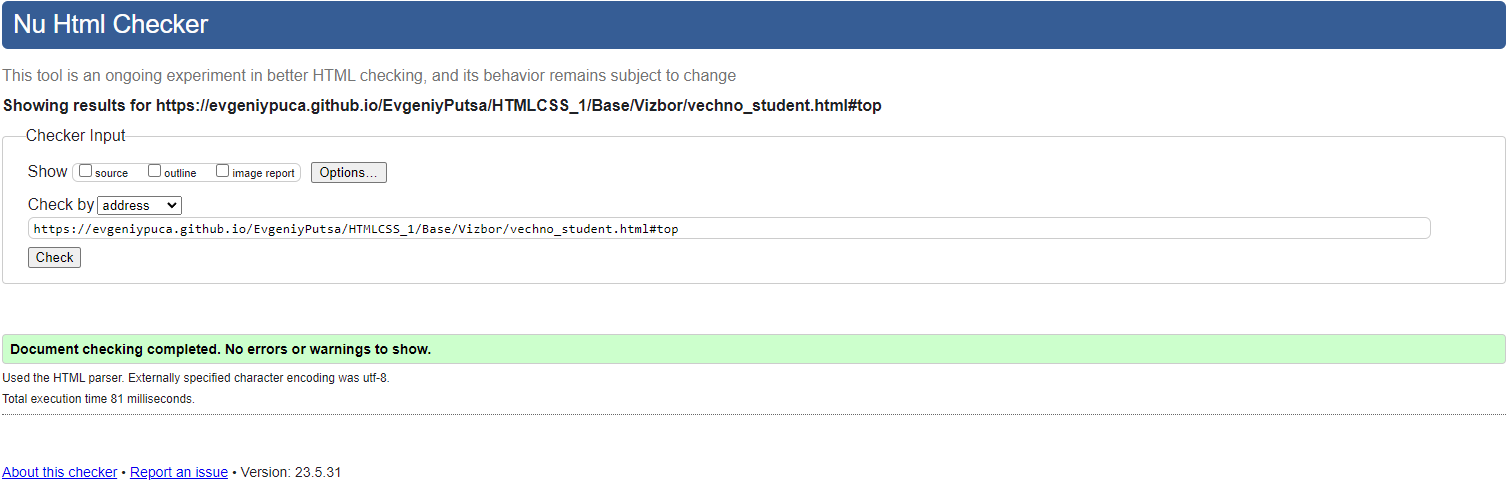 Nu Html Checker
This tool is an ongoing experiment in better HTML checking, and its behavior remains subject to change
Showing results for https://evgeniypuca.github.io/EvgeniyPutsa/HTMLCSS_1/Base/Vizbor/vechno_student.html#top
Checker Input
Show source outline image report Options...
Check by address
https://evgeniypuca.github.io/EvgeniyPutsa/HTMLCSS_1/Base/Vizbor/vechno_student.html#top
Check
Document checking completed. No errors or warnings to show.
Used the HTML parser. Externally specified character encoding was utf-8.
Total execution time 81 milliseconds.
About this checker • Report an issue • Version: 23.5.31